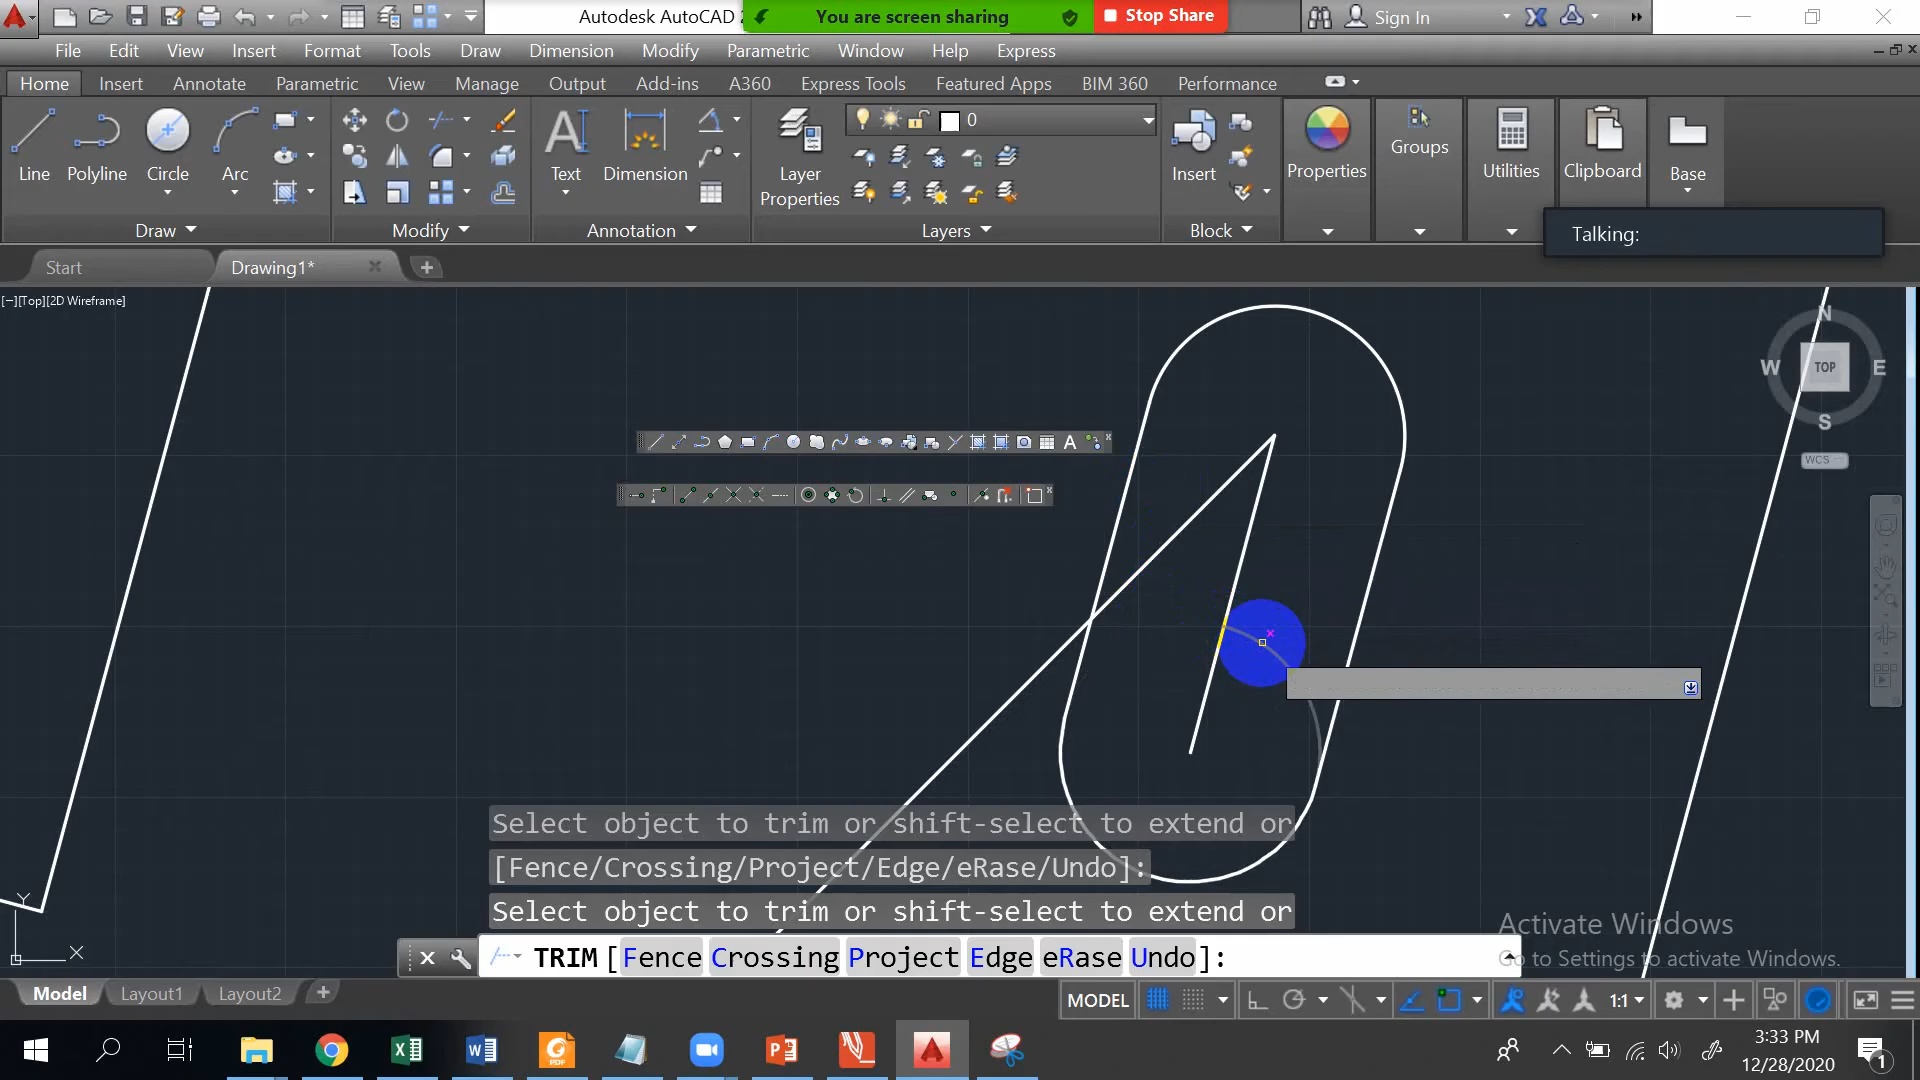 Autodesk AutoCAD 2
You are screen sharing
Stop Share
Sign In
File Edit View Insert Format Tools Draw Dimension Modify Parametric Window Help Express
Home Insert Annotate Parametric View Manage Output Add-ins A360 Express Tools Featured Apps BIM 360 Performance
0
Line Polyline Circle Arc
Text Dimension
Layer Properties
Insert
Properties
Groups
Utilities
Clipboard
Base
Draw Modify Annotation Layers Block
Talking:
Start Drawing1*
[−][Top][2D Wireframe]
N
W TOP E
S
WCS
A
Y
X
Select object to trim or shift-select to extend or
[Fence/Crossing/Project/Edge/eRase/Undo]:
Select object to trim or shift-select to extend or
TRIM [Fence Crossing Project Edge eRase Undo]:
Activate Windows
Go to Settings to activate Windows.
Model Layout1 Layout2
MODEL 1:1
3:33 PM
12/28/2020
1